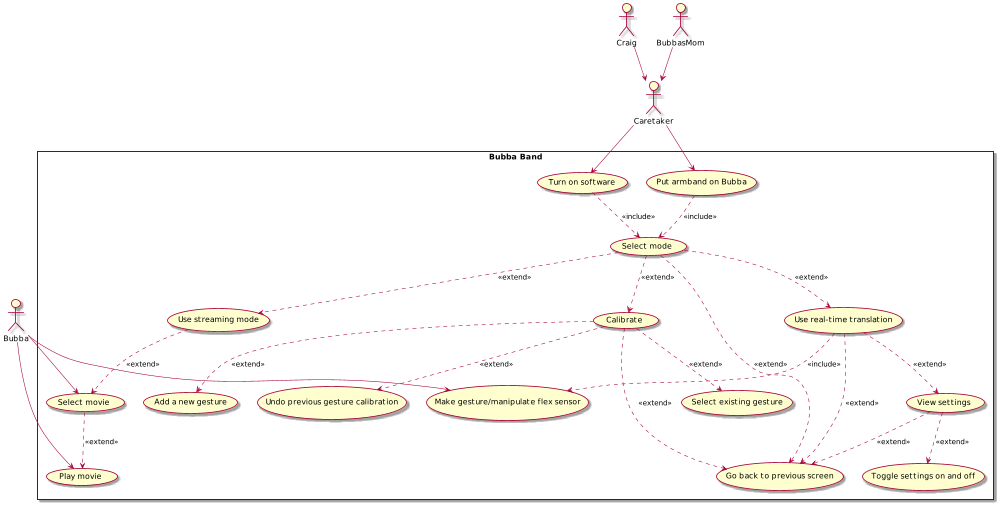 Craig
BubbasMom
Caretaker
Bubba Band
Turn on software
Put armband on Bubba
«include»
«include»
Select mode
«extend»
«extend»
«extend»
Bubba
Use streaming mode
Calibrate
Use real-time translation
«extend»
«extend»
«extend»
«extend»
«include»
«extend»
«extend»
Select movie
Add a new gesture
Undo previous gesture calibration
Make gesture/manipulate flex sensor
Select existing gesture
View settings
«extend»
«extend»
«extend»
«extend»
«extend»
Play movie
Go back to previous screen
Toggle settings on and off